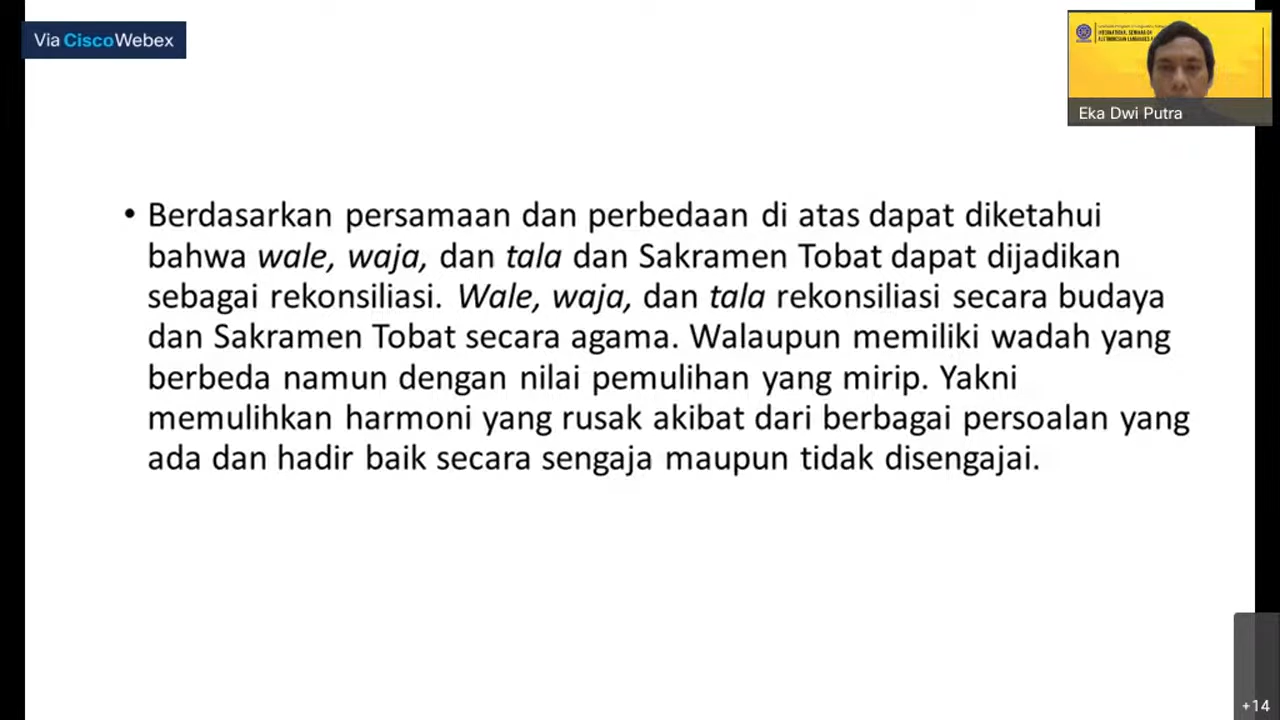 Via CiscoWebex
Eka Dwi Putra
• Berdasarkan persamaan dan perbedaan di atas dapat diketahui
bahwa wale, waja, dan tala dan Sakramen Tobat dapat dijadikan
sebagai rekonsiliasi. Wale, waja, dan tala rekonsiliasi secara budaya
dan Sakramen Tobat secara agama. Walaupun memiliki wadah yang
berbeda namun dengan nilai pemulihan yang mirip. Yakni
memulihkan harmoni yang rusak akibat dari berbagai persoalan yang
ada dan hadir baik secara sengaja maupun tidak disengajai.
+14